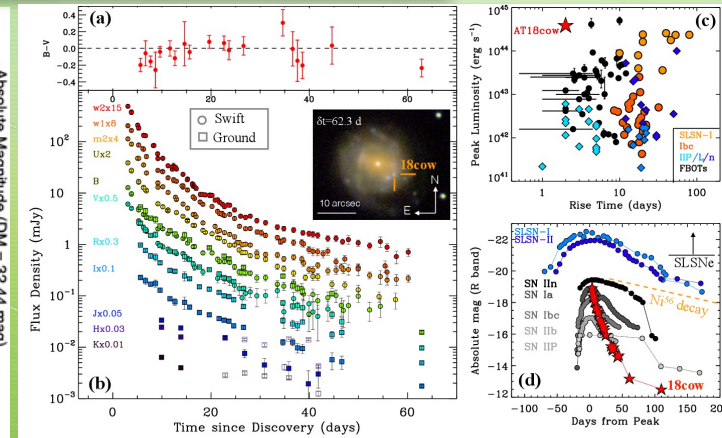 Absolute Magnitude (DM = 32.44 mag)
(a)
B-V
0.4
0.2
0.0
-0.2
-0.4
0 20 40 60
w2x15
w1x8
m2x4
Ux2
B
Vx0.5
Rx0.3
Ix0.1
Jx0.05
Hx0.03
Kx0.01
Swift
Ground
δt=62.3 d
18cow
10 arcsec
N
E
Flux Density (mJy)
10²
10
1
10⁻¹
10⁻²
10⁻³
(b)
0 20 40 60
Time since Discovery (days)
(c)
AT18cow
Peak Luminosity (erg s⁻¹)
10⁴⁵
10⁴⁴
10⁴³
10⁴²
10⁴¹
SLSN-I
Ibc
IIP/L/n
FBOTs
1 10 100
Rise Time (days)
SLSN-I
SLSN-II
SLSNe
SN IIn
SN Ia
SN Ibc
SN IIb
SN IIP
Ni⁵⁶ decay
18cow
(d)
Absolute mag (R band)
-22
-20
-18
-16
-14
-12
-100 -50 0 50 100 150 200
Days from Peak